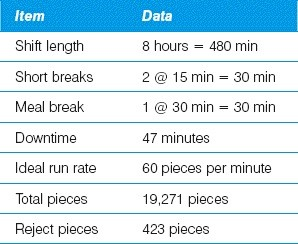 Item Data
Shift length 8 hours = 480 min
Short breaks 2 @ 15 min = 30 min
Meal break 1 @ 30 min = 30 min
Downtime 47 minutes
Ideal run rate 60 pieces per minute
Total pieces 19,271 pieces
Reject pieces 423 pieces